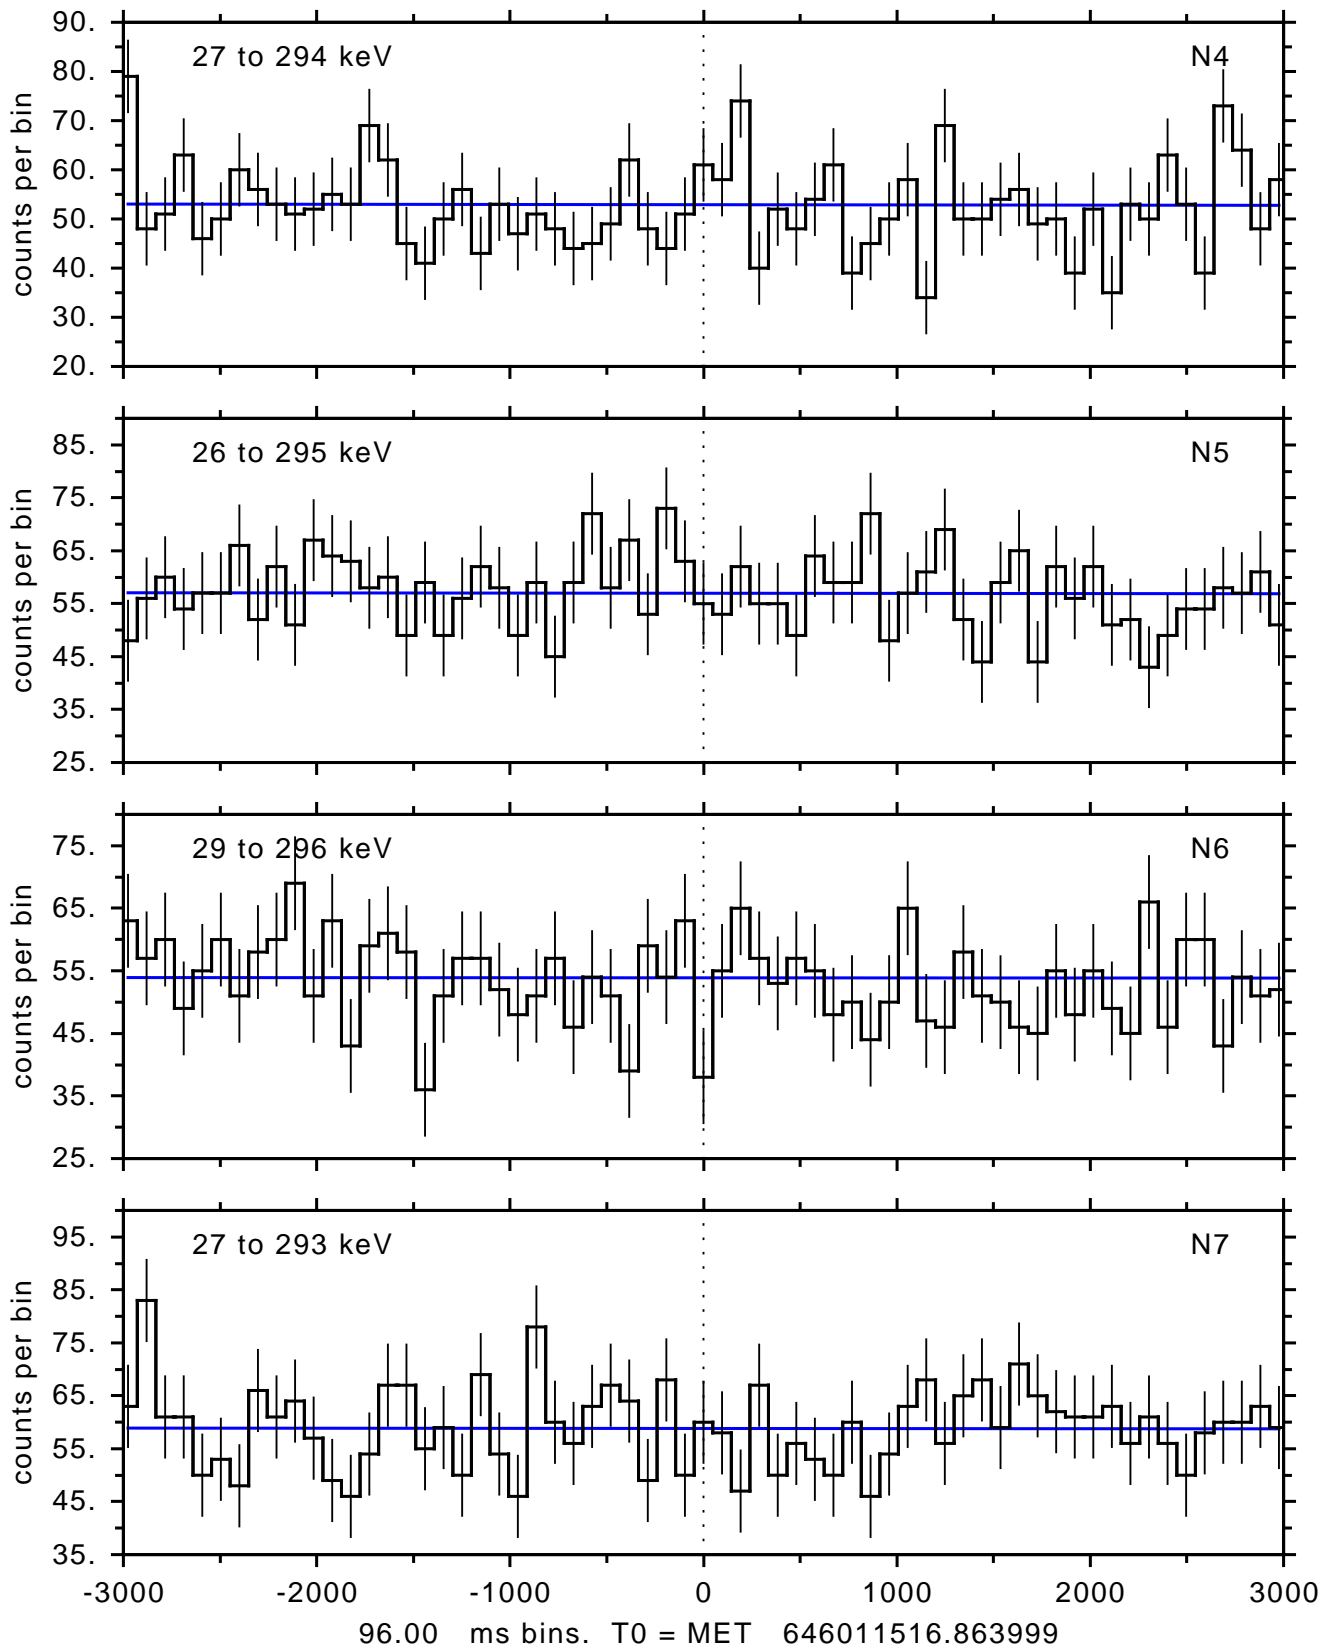 90.
27 to 294 keV N4
80.
70.
60.
50.
40.
30.
20.
counts per bin
26 to 295 keV N5
85.
75.
65.
55.
45.
35.
25.
counts per bin
29 to 296 keV N6
75.
65.
55.
45.
35.
25.
counts per bin
27 to 293 keV N7
95.
85.
75.
65.
55.
45.
35.
counts per bin
-3000 -2000 -1000 0 1000 2000 3000
96.00 ms bins. T0 = MET 646011516.863999